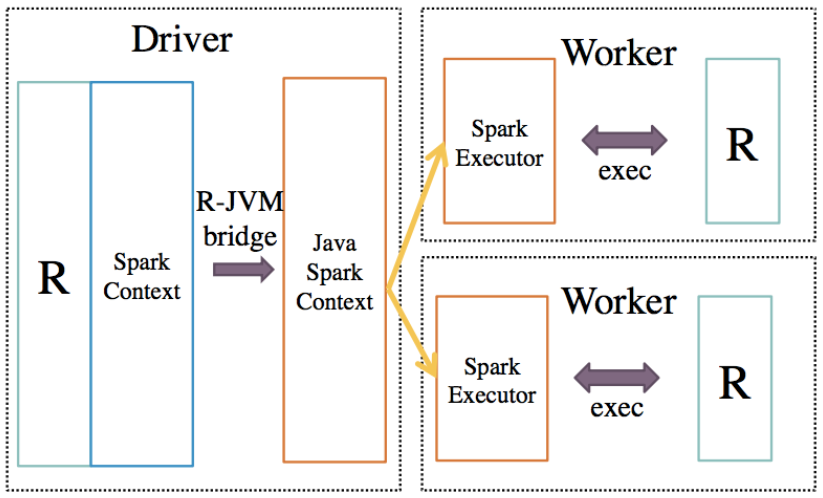 Driver
R
Spark
Context
R-JVM
bridge
Java
Spark
Context
Worker
Spark
Executor
exec
R
Worker
Spark
Executor
exec
R